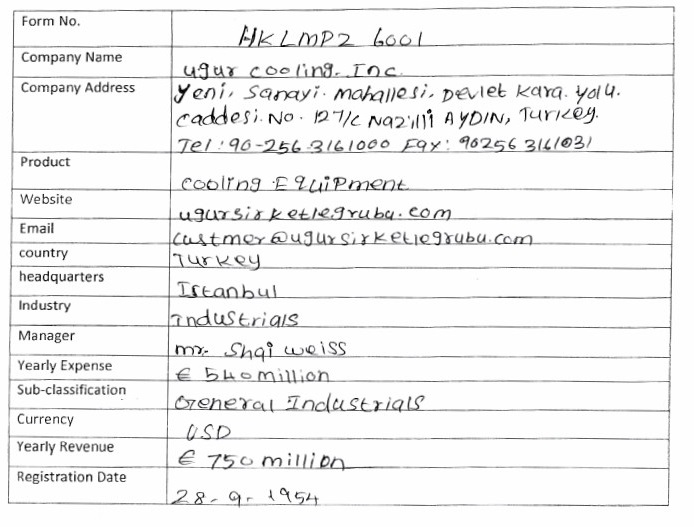 Form No. HKLMP2 6001
Company Name ugur cooling. Inc.
Company Address Yeni, Sanayi. mahallesi, Devlet kara. yolu.
caddesi. No. 127/C Nazilli AYDIN, Turkey.
Tel: 90-256-3161000 Fax: 90256 3161031
Product cooling Equipment
Website ugursirketlegrubu.com
Email custmer@ugursirketlegrubu.com
country Turkey
headquarters Istanbul
Industry industrials
Manager mr. Shai weiss
Yearly Expense € 540 million
Sub-classification General Industrials
Currency USD
Yearly Revenue € 750 million
Registration Date 28-9-1954